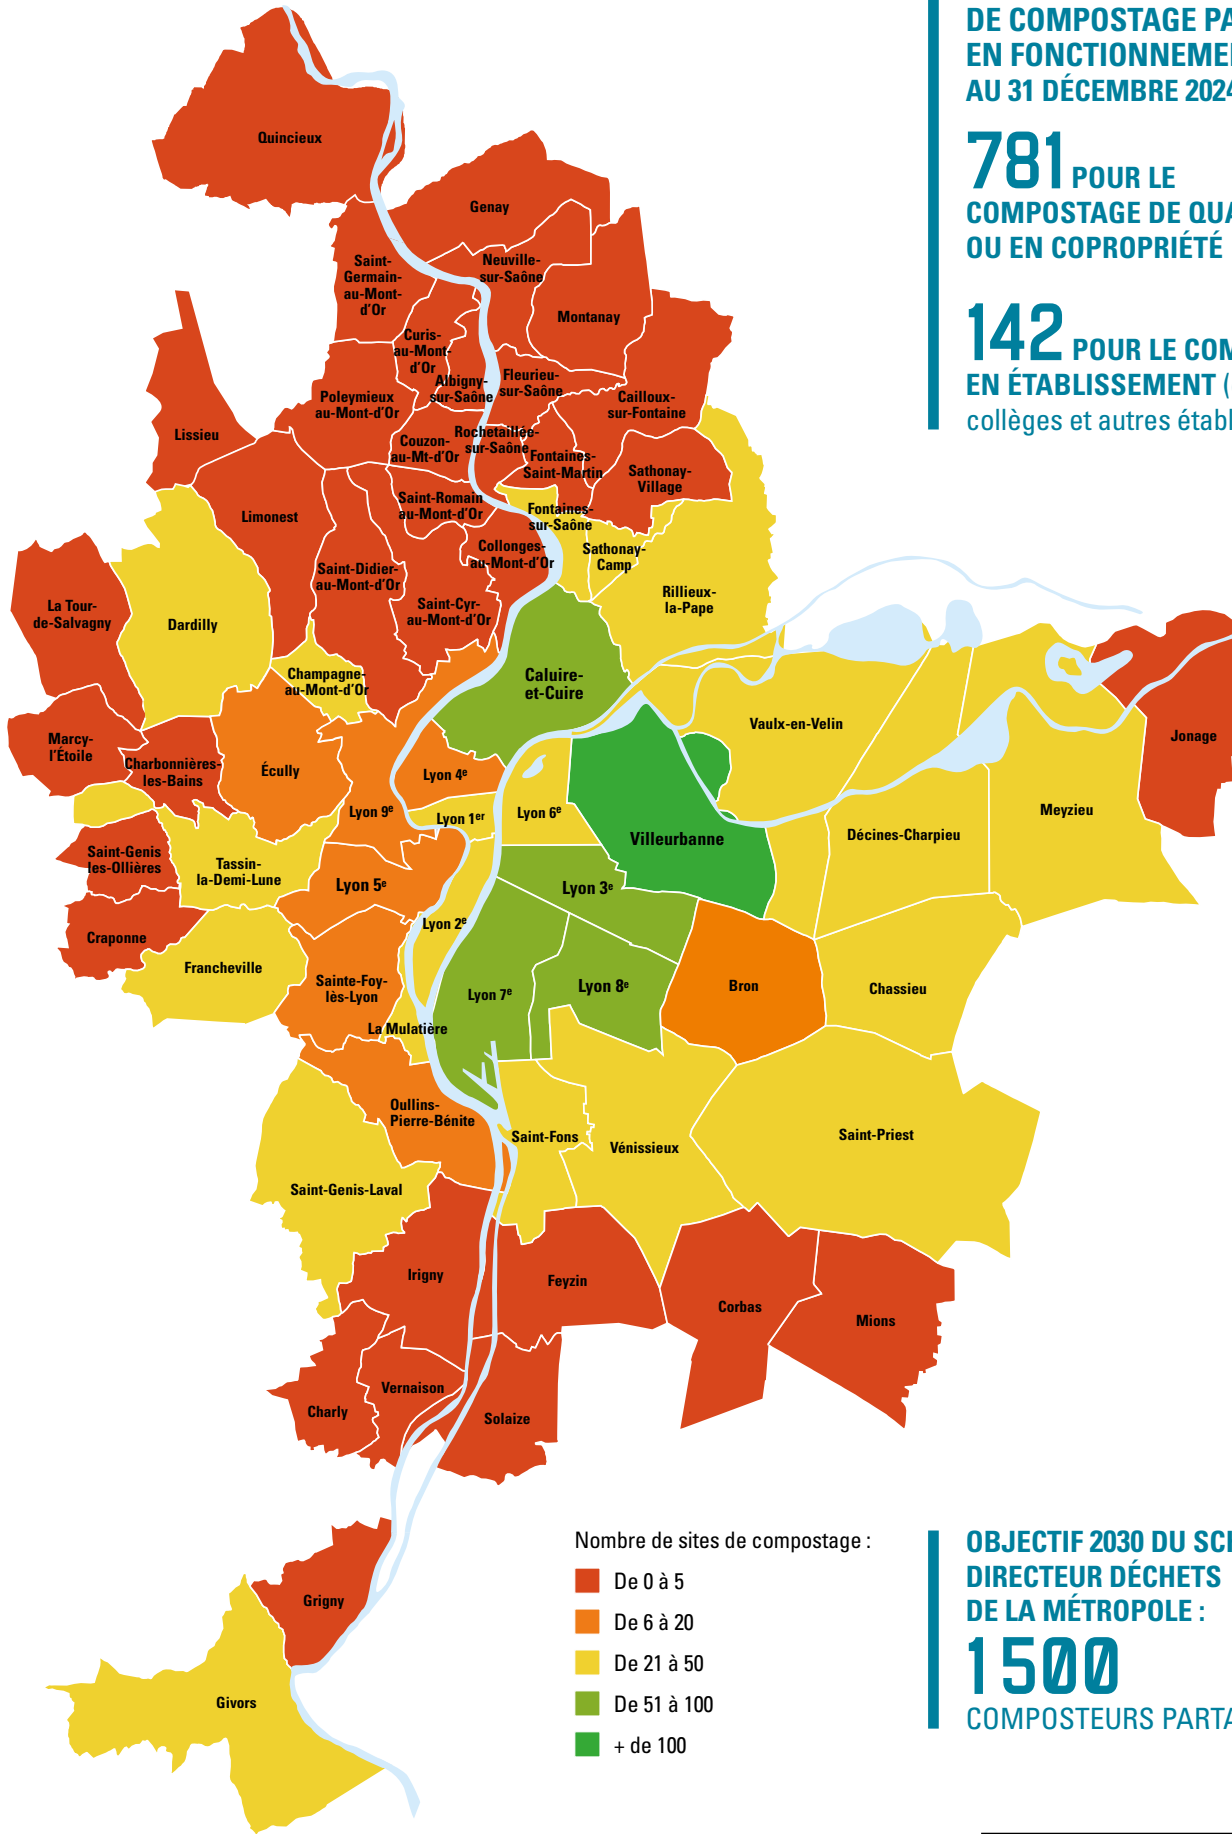 DE COMPOSTAGE
EN
AU 31 DÉCEMBRE 2024
781 POUR LE
COMPOSTAGE DE
OU EN COPROPRIÉTÉ
142 POUR LE
EN ÉTABLISSEMENT (
collèges et autres
Quincieux
Genay
Saint-
Germain-
au-Mont-
d'Or
Neuville-
sur-Saône
Montanay
Curis-
au-Mont-
d'Or
Albigny-
sur-Saône
Fleurieu-
sur-Saône
Poleymieux
au-Mont-d'Or
Cailloux-
sur-Fontaine
Lissieu
Couzon-
au-Mt-d'Or
Rochetaillée-
sur-Saône
Fontaines-
Saint-Martin
Sathonay-
Village
Limonest
Saint-Romain
au-Mont-d'Or
Fontaines-
sur-Saône
Collonges-
au-Mont-d'Or
Sathonay-
Camp
Saint-Didier-
au-Mont-d'Or
Rillieux-
la-Pape
La Tour-
de-Salvagny
Dardilly
Saint-Cyr-
au-Mont-d'Or
Champagne-
au-Mont-d'Or
Caluire-
et-Cuire
Vaulx-en-Velin
Jonage
Marcy-
l'Étoile
Charbonnières-
les-Bains
Écully
Lyon 4e
Lyon 9e
Lyon 1er
Lyon 6e
Meyzieu
Villeurbanne
Décines-Charpieu
Saint-Genis
les-Ollières
Tassin-
la-Demi-Lune
Lyon 5e
Lyon 3e
Craponne
Lyon 2e
Francheville
Sainte-Foy-
lès-Lyon
Lyon 7e
Lyon 8e
Bron
Chassieu
La Mulatière
Oullins-
Pierre-Bénite
Saint-Fons
Vénissieux
Saint-Priest
Saint-Genis-Laval
Irigny
Feyzin
Corbas
Mions
Vernaison
Charly
Solaize
Grigny
Givors
Nombre de sites de compostage :
De 0 à 5
De 6 à 20
De 21 à 50
De 51 à 100
+ de 100
OBJECTIF 2030 DU
DIRECTEUR DÉCHETS
DE LA MÉTROPOLE :
1500
COMPOSTEURS